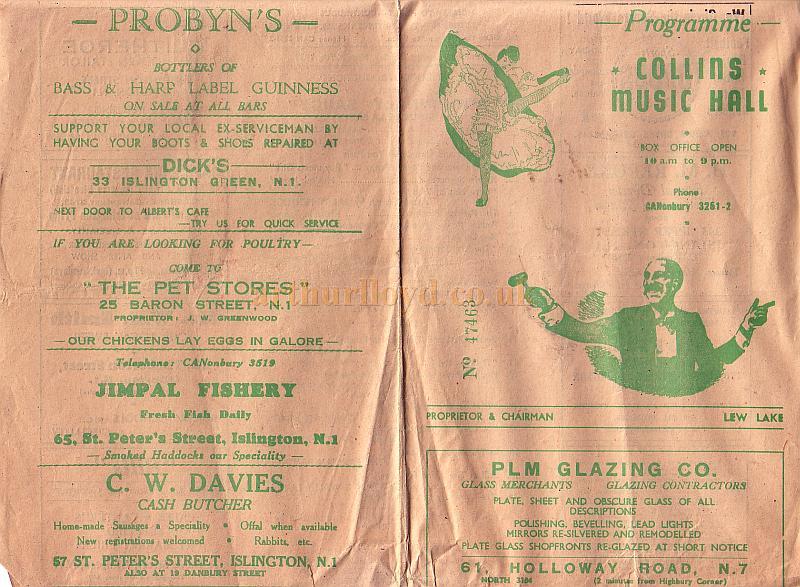 — PROBYN'S —
BOTTLERS OF
BASS & HARP LABEL GUINNESS
ON SALE AT ALL BARS
SUPPORT YOUR LOCAL EX-SERVICEMAN BY
HAVING YOUR BOOTS & SHOES REPAIRED AT
DICK'S
33 ISLINGTON GREEN, N.1.
NEXT DOOR TO ALBERT'S CAFE
—TRY US FOR QUICK SERVICE
IF YOU ARE LOOKING FOR POULTRY—
COME TO
"THE PET STORES"
25 BARON STREET, N.1
PROPRIETOR: J. W. GREENWOOD
—OUR CHICKENS LAY EGGS IN GALORE—
Telephone: CANonbury 3519
JIMPAL FISHERY
Fresh Fish Daily
65, St. Peter's Street, Islington, N.1
— Smoked Haddocks our Speciality —
C. W. DAVIES
CASH BUTCHER
Home-made Sausages a Speciality • Offal when available
New registrations welcomed • Rabbits, etc.
57 ST. PETER'S STREET, ISLINGTON, N.1
ALSO AT 19 DANBURY STREET
—Programme—
COLLINS
MUSIC HALL
BOX OFFICE OPEN
10 a.m to 9 p.m.
Phone
CANonbury 3261-2
arthurlloyd.co.uk
No 47463
PROPRIETOR & CHAIRMAN LEW LAKE
PLM GLAZING CO.
GLASS MERCHANTS GLAZING CONTRACTORS
PLATE, SHEET AND OBSCURE GLASS OF ALL
DESCRIPTIONS
POLISHING, BEVELLING, LEAD LIGHTS
MIRRORS RE-SILVERED AND REMODELLED
PLATE GLASS SHOPFRONTS RE-GLAZED AT SHORT NOTICE
61, HOLLOWAY ROAD, N.7
NORTH 3104 (2 minutes from Highbury Corner)